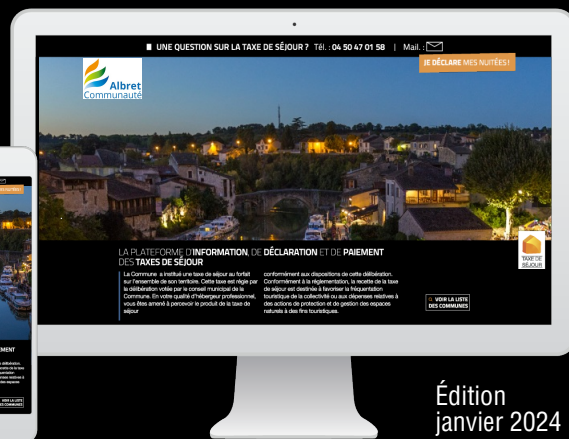 UNE QUESTION SUR LA TAXE DE SÉJOUR ? Tél. : 04 50 47 01 58 | Mail. :
JE DÉCLARE MES NUITÉES !
Albret
Communauté
LA PLATEFORME D'INFORMATION, DE DÉCLARATION ET DE PAIEMENT
DES TAXES DE SÉJOUR
La Commune a institué une taxe de séjour au forfait
sur l'ensemble de son territoire. Cette taxe est régie par
la délibération votée par le conseil municipal de la
Commune. En votre qualité d'hébergeur professionnel,
vous êtes amené à percevoir le produit de la taxe de
séjour
conformément aux dispositions de cette délibération.
Conformément à la réglementation, la recette de la taxe
de séjour est destinée à favoriser la fréquentation
touristique de la collectivité ou aux dépenses relatives à
des actions de protection et de gestion des espaces
naturels à des fins touristiques.
TAXE DE
SÉJOUR
VOIR LA LISTE
DES COMMUNES
VOIR LA LISTE
DES COMMUNES
Édition
janvier 2024